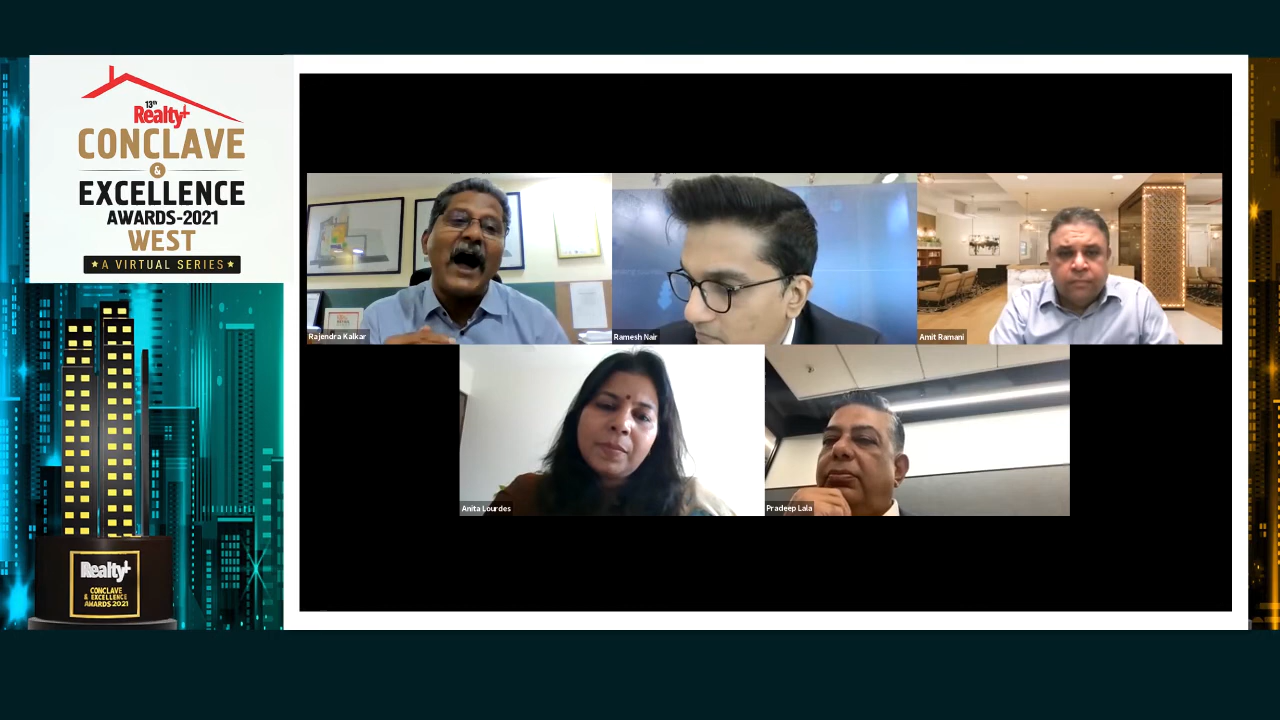 13th
Realty+
CONCLAVE
&
EXCELLENCE
AWARDS-2021
WEST
★A VIRTUAL SERIES★
Realty+
CONCLAVE
& EXCELLENCE
AWARDS 2021
Rajendra Kalkar
Ramesh Nair
Amit Ramani
Anita Lourdes
Pradeep Lala